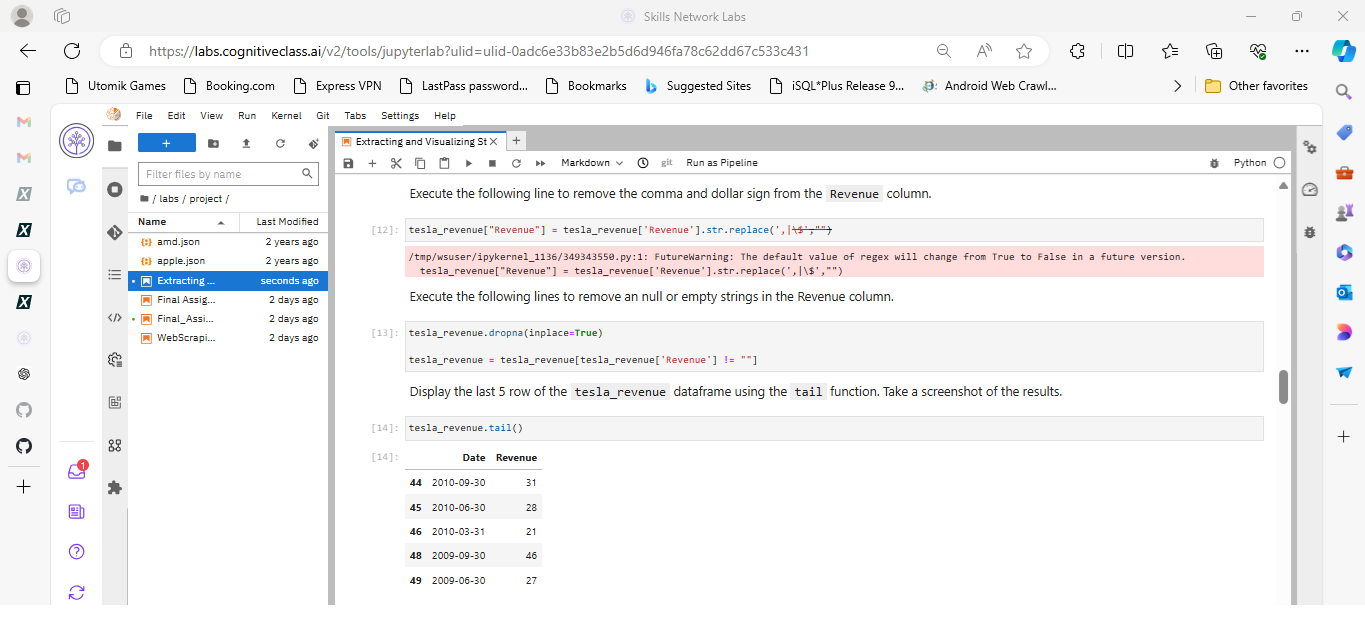 Skills Network Labs
https://labs.cognitiveclass.ai/v2/tools/jupyterlab?ulid=ulid-0adc6e33b83e2b5d6d946fa78c62dd67c533c431
Utomik Games Booking.com Express VPN LastPass password... Bookmarks Suggested Sites iSQL*Plus Release 9... Android Web Crawl... Other favorites
File Edit View Run Kernel Git Tabs Settings Help
Extracting and Visualizing St
Markdown git Run as Pipeline Python
Filter files by name
/ labs / project /
Name Last Modified
amd.json 2 years ago
apple.json 2 years ago
Extracting ... seconds ago
Final Assig... 2 days ago
Final_Assi... 2 days ago
WebScrapi... 2 days ago
1
Execute the following line to remove the comma and dollar sign from the Revenue column.
[12]: tesla_revenue["Revenue"] = tesla_revenue['Revenue'].str.replace(',|\$',"")
/tmp/wsuser/ipykernel_1136/349343550.py:1: FutureWarning: The default value of regex will change from True to False in a future version.
tesla_revenue["Revenue"] = tesla_revenue['Revenue'].str.replace(',|\$',"")
Execute the following lines to remove an null or empty strings in the Revenue column.
[13]: tesla_revenue.dropna(inplace=True)
tesla_revenue = tesla_revenue[tesla_revenue['Revenue'] != ""]
Display the last 5 row of the tesla_revenue dataframe using the tail function. Take a screenshot of the results.
[14]: tesla_revenue.tail()
[14]: Date Revenue
44 2010-09-30 31
45 2010-06-30 28
46 2010-03-31 21
48 2009-09-30 46
49 2009-06-30 27